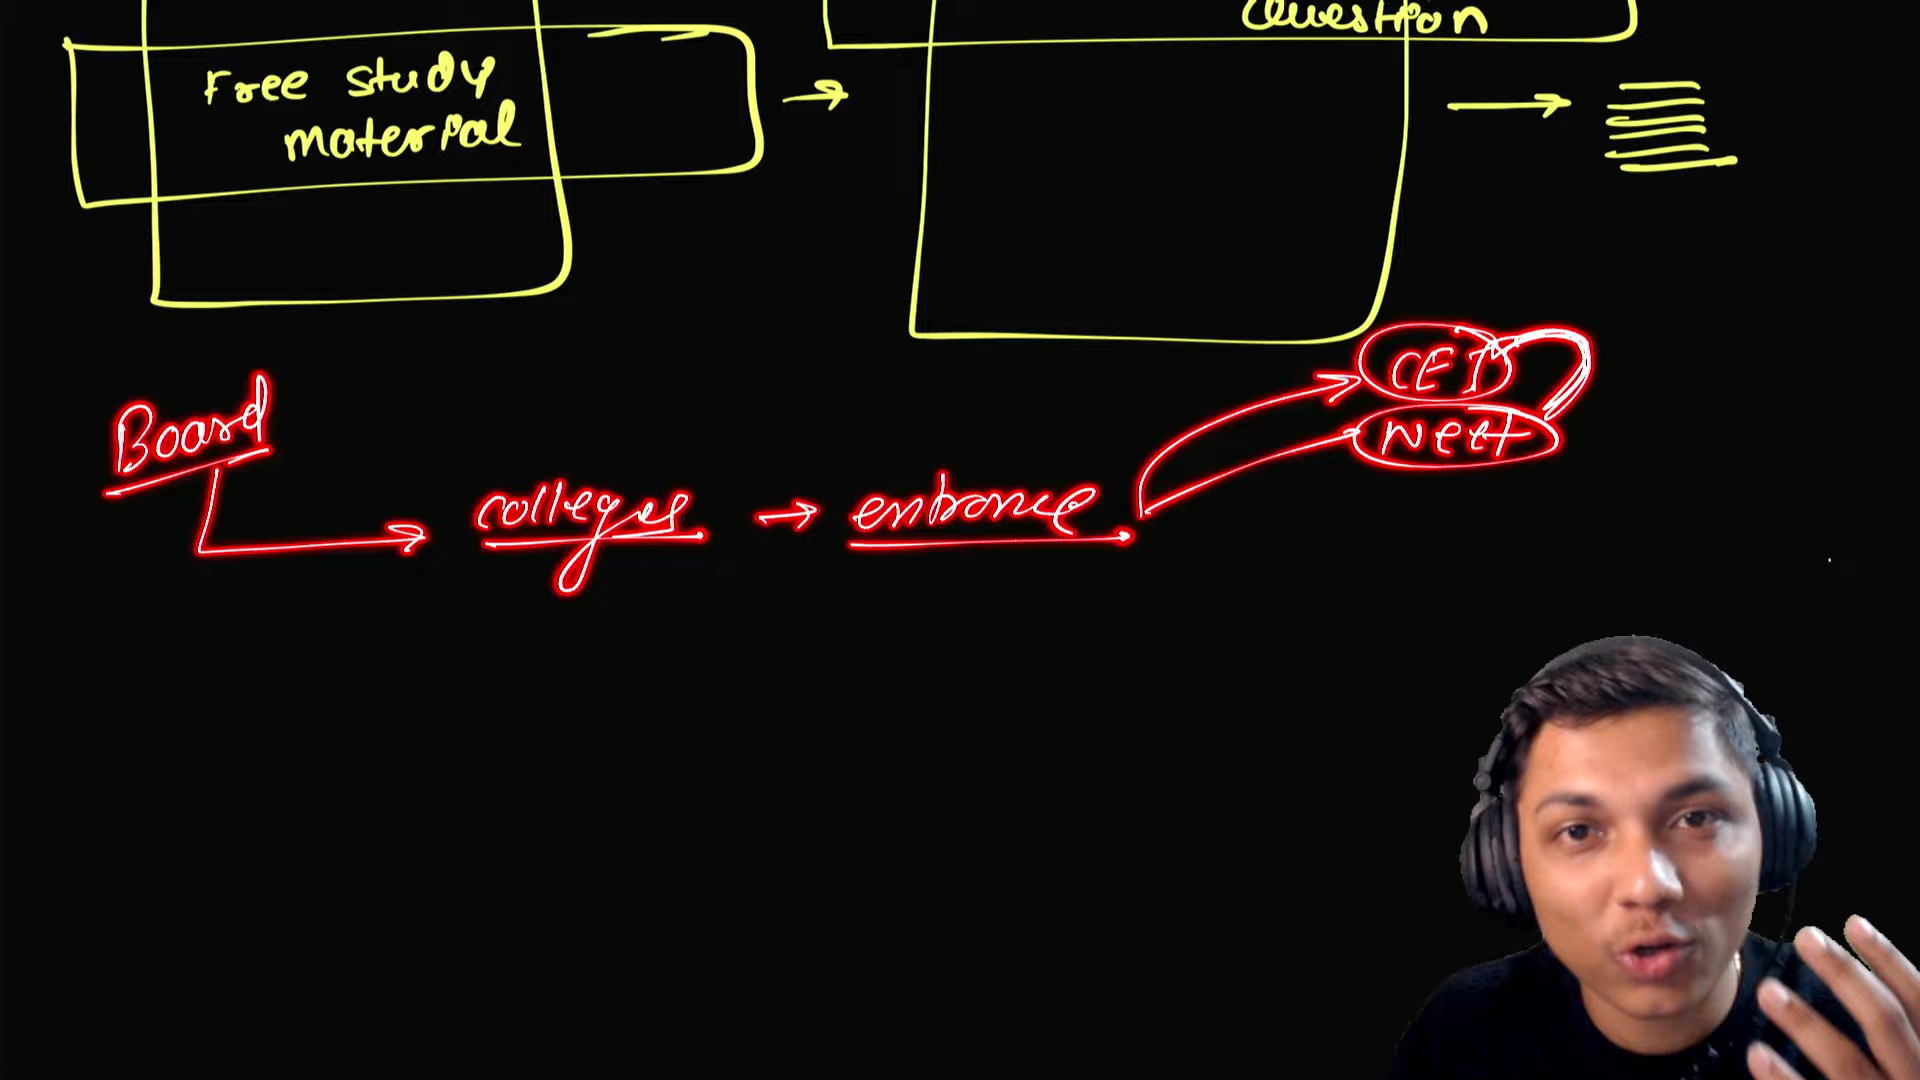 Question
Free study
material
CET
Neet
Board
colleges → entrance